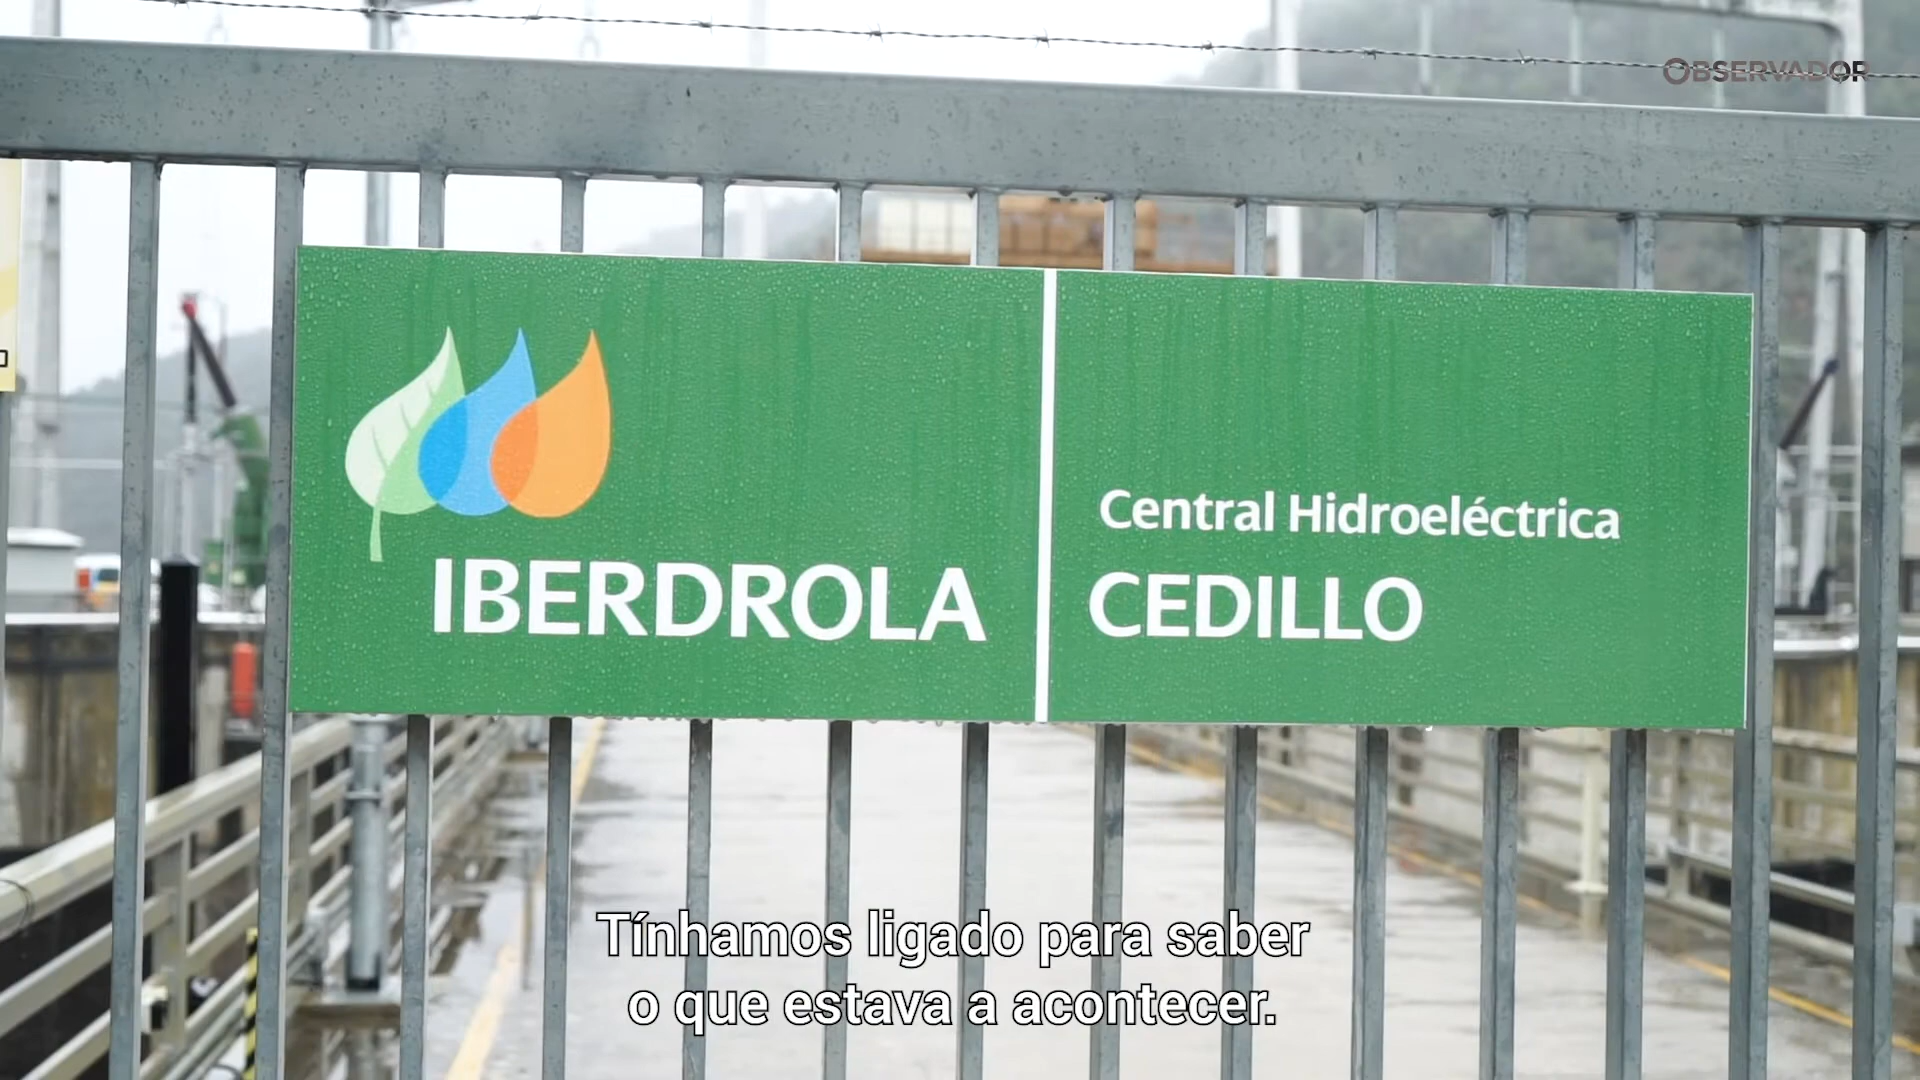 OBSERVADOR
IBERDROLA
Central Hidroeléctrica
CEDILLO
Tínhamos ligado para saber
o que estava a acontecer.